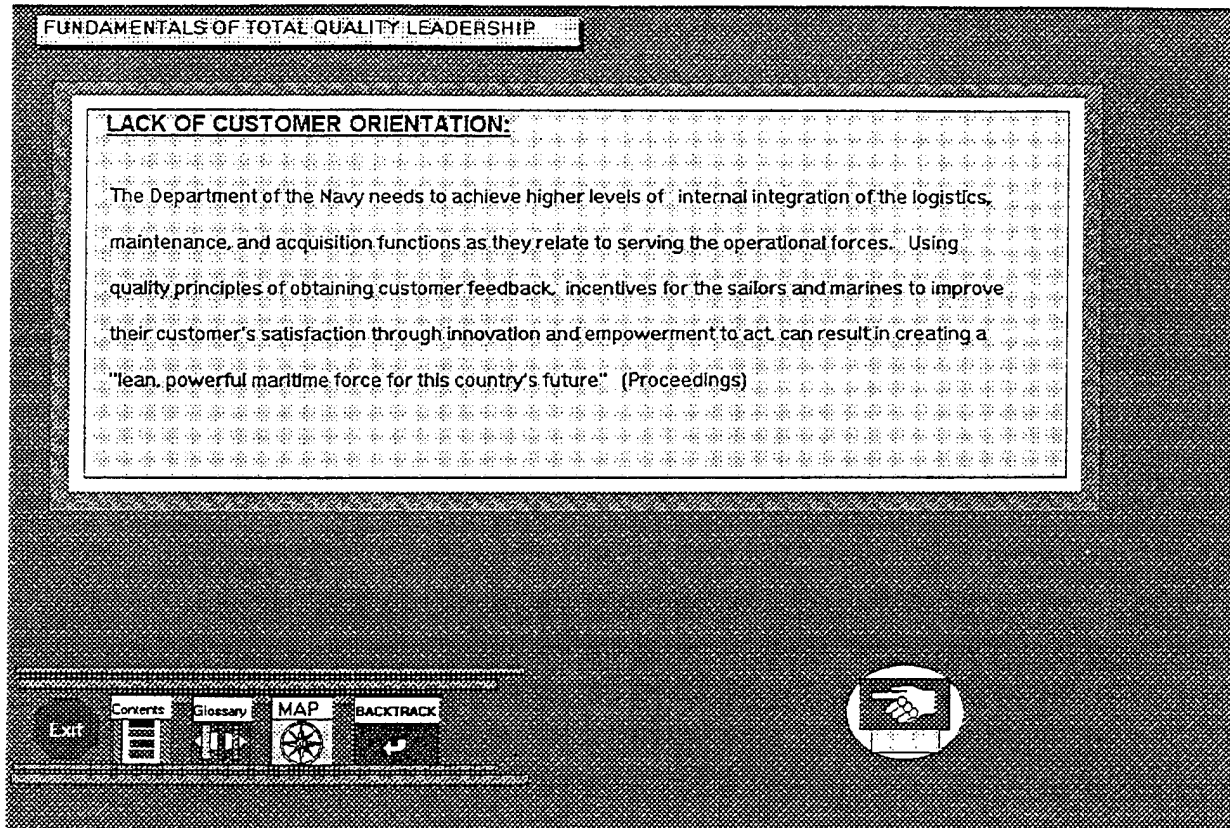 FUNDAMENTALS OF TOTAL QUALITY LEADERSHIP
LACK OF CUSTOMER ORIENTATION:
The Department of the Navy needs to achieve higher levels of internal integration of the logistics,
maintenance, and acquisition functions as they relate to serving the operational forces. Using
quality principles of obtaining customer feedback, incentives for the sailors and marines to improve
their customer's satisfaction through innovation and empowerment to act, can result in creating a
"lean, powerful maritime force for this country's future" (Proceedings)
Exit
Contents
Glossary
MAP
BACKTRACK